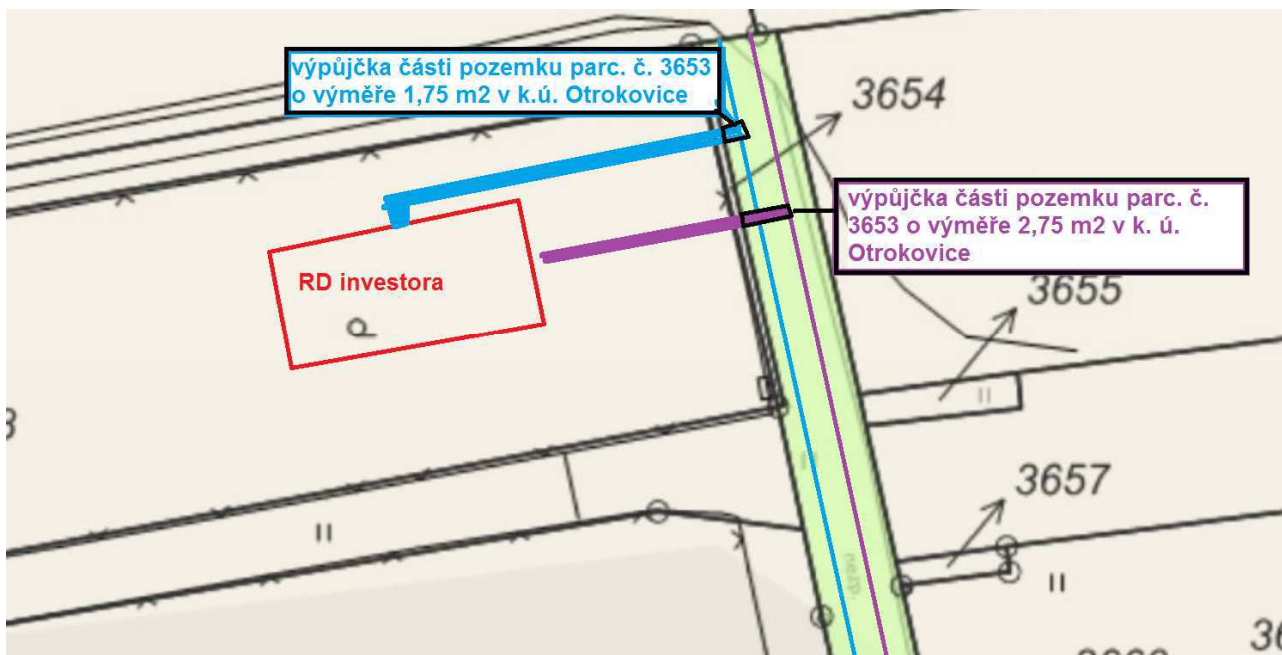 výpůjčka části pozemku parc. č. 3653
o výměře 1,75 m2 v k.ú. Otrokovice
3654
výpůjčka části pozemku parc. č.
3653 o výměře 2,75 m2 v k. ú.
Otrokovice
RD investora
3655
3657